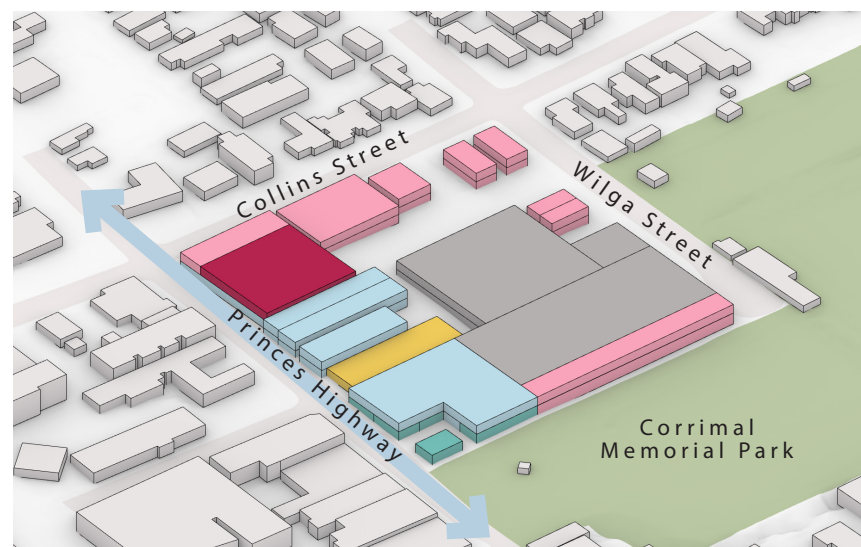 Collins Street
Wilga Street
Princes Highway
Corrimal
Memorial Park